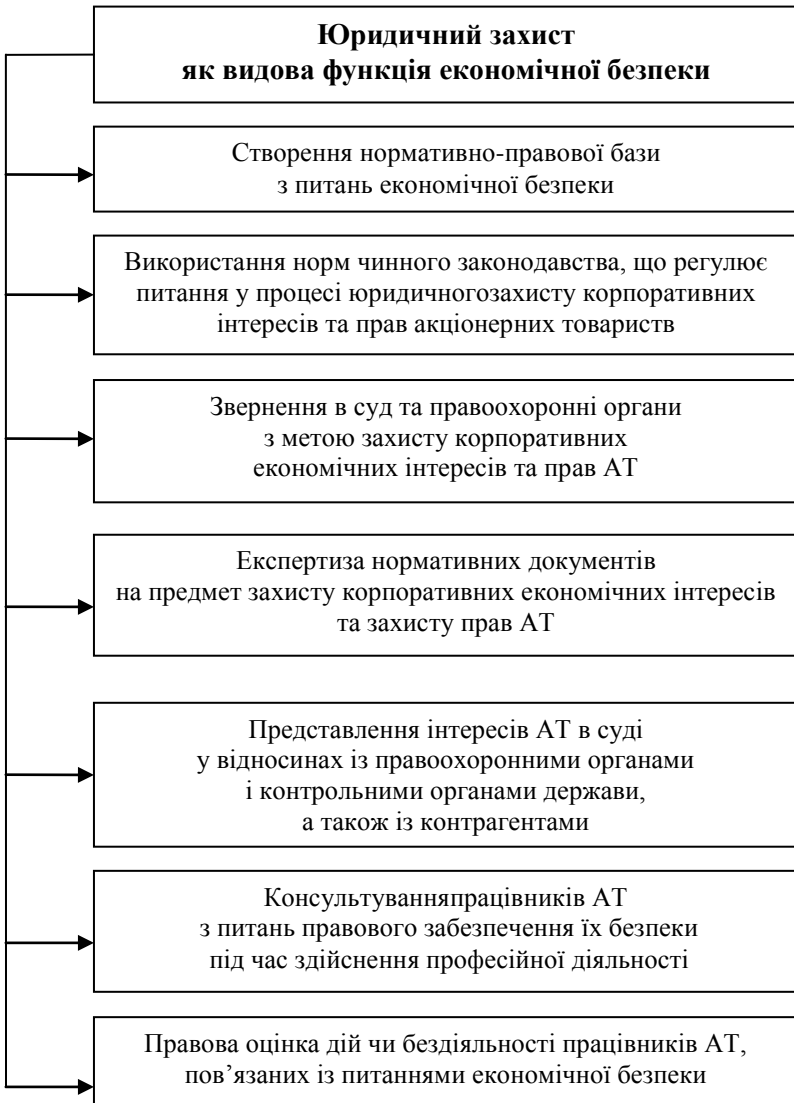 Юридичний захист
як видова функція економічної безпеки
Створення нормативно-правової бази
з питань економічної безпеки
Використання норм чинного законодавства, що регулює
питання у процесі юридичногозахисту корпоративних
інтересів та прав акціонерних товариств
Звернення в суд та правоохоронні органи
з метою захисту корпоративних
економічних інтересів та прав АТ
Експертиза нормативних документів
на предмет захисту корпоративних економічних інтересів
та захисту прав АТ
Представлення інтересів АТ в суді
у відносинах із правоохоронними органами
і контрольними органами держави,
а також із контрагентами
Консультуванняпрацівників АТ
з питань правового забезпечення їх безпеки
під час здійснення професійної діяльності
Правова оцінка дій чи бездіяльності працівників АТ,
пов’язаних із питаннями економічної безпеки